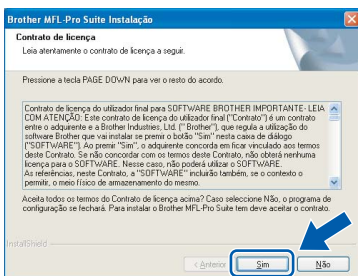 Brother MFL-Pro Suite Instalação
Contrato de licença
Leia atentamente o contrato de licença a seguir.
Pressione a tecla PAGE DOWN para ver o resto do acordo.
Contrato de licença do utilizador final para SOFTWARE BROTHER IMPORTANTE- LEIA
COM ATENÇÃO: Este contrato de licença do utilizador final ("Contrato") é um contrato
entre o adquirente e a Brother Industries, Ltd. (" Brother"), que regula a utilização do
software Brother que vai instalar se premir o botão "Sim" nesta caixa de diálogo
("SOFTWARE"). Ao premir "Sim", o adquirente concorda em ficar vinculado aos termos
deste Contrato. Se não concordar com os termos deste Contrato, não obterá nenhuma
licença para o SOFTWARE. Nesse caso, não poderá utilizar o SOFTWARE.
As referências, neste Contrato, a "SOFTWARE" incluirão também, se o contexto o
permitir, o meio físico de armazenamento do mesmo.
Aceita todos os termos do Contrato de licença acima? Caso seleccione Não, o programa de
configuração se fechará. Para instalar o Brother MFL-Pro Suite tem deve aceitar o contrato.
InstallShield
< Anterior
Sim
Não